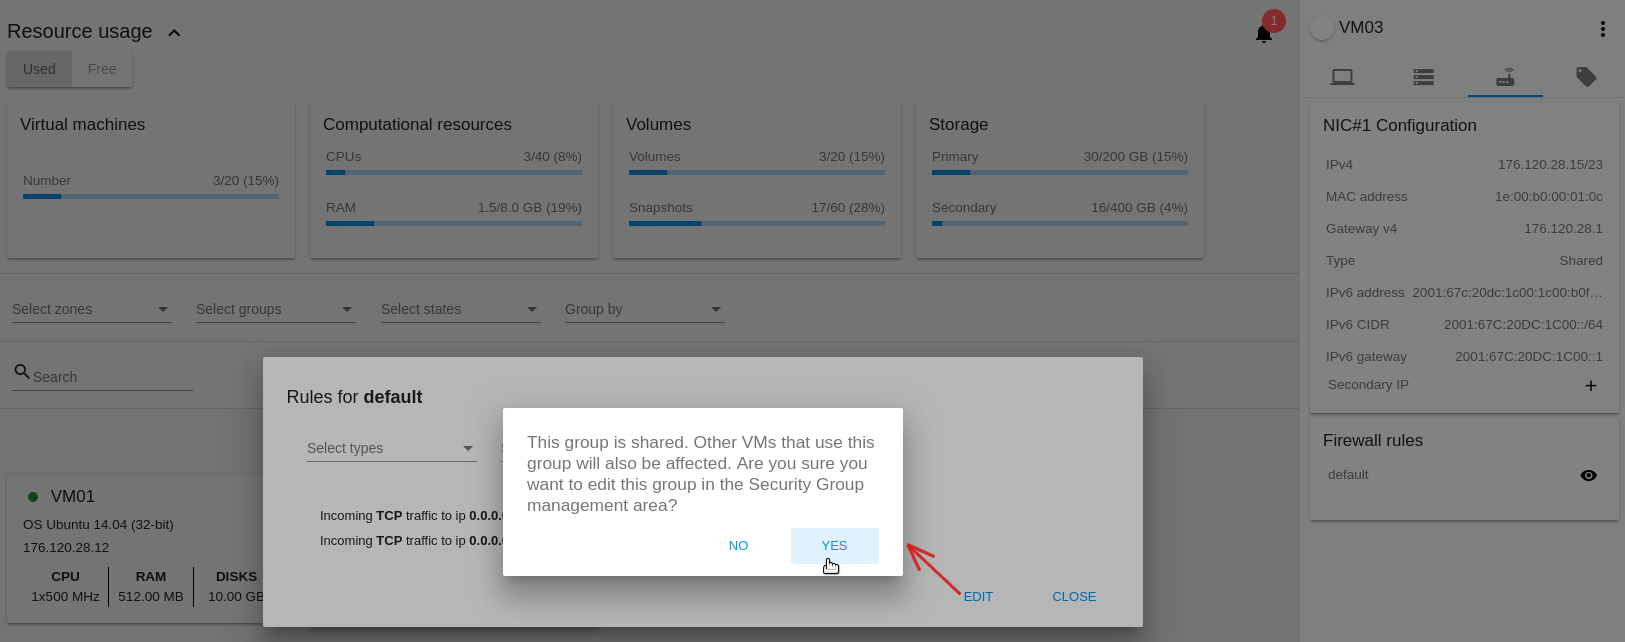 Resource usage
1
Used
Free
Virtual machines
Number
3/20 (15%)
Computational resources
CPUs
3/40 (8%)
RAM
1.5/8.0 GB (19%)
Volumes
Volumes
3/20 (15%)
Snapshots
17/60 (28%)
Storage
Primary
30/200 GB (15%)
Secondary
16/400 GB (4%)
Select zones
Select groups
Select states
Group by
Search
VM01
OS Ubuntu 14.04 (32-bit)
176.120.28.12
CPU
RAM
DISKS
1x500 MHz
512.00 MB
10.00 GB
Rules for default
Select types
Incoming TCP traffic to ip 0.0.0.
Incoming TCP traffic to ip 0.0.0.
EDIT
CLOSE
This group is shared. Other VMs that use this
group will also be affected. Are you sure you
want to edit this group in the Security Group
management area?
NO
YES
VM03
NIC#1 Configuration
IPv4
176.120.28.15/23
MAC address
1e:00:b0:00:01:0c
Gateway v4
176.120.28.1
Type
Shared
IPv6 address
2001:67c:20dc:1c00:1c00:b0f...
IPv6 CIDR
2001:67C:20DC:1C00::/64
IPv6 gateway
2001:67C:20DC:1C00::1
Secondary IP
Firewall rules
default